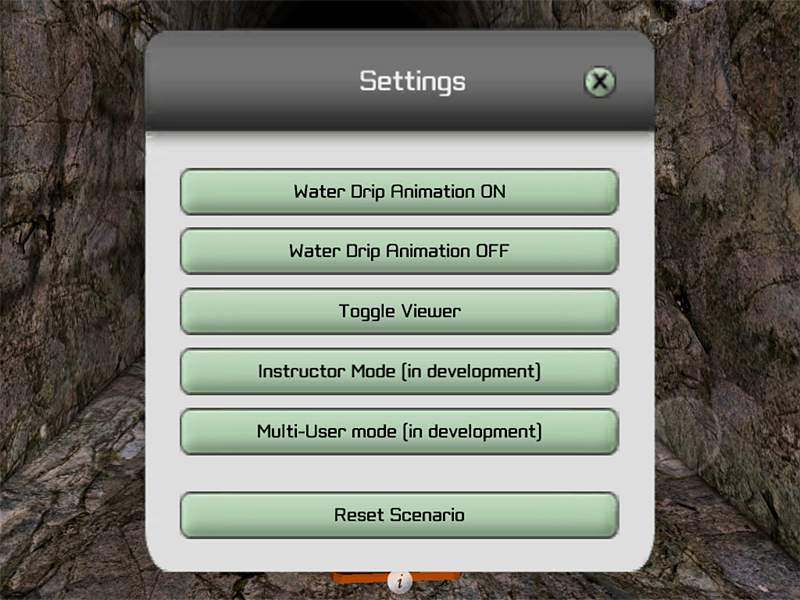 Settings
X
Water Drip Animation ON
Water Drip Animation OFF
Toggle Viewer
Instructor Mode (in development)
Multi-User mode (in development)
Reset Scenario
i